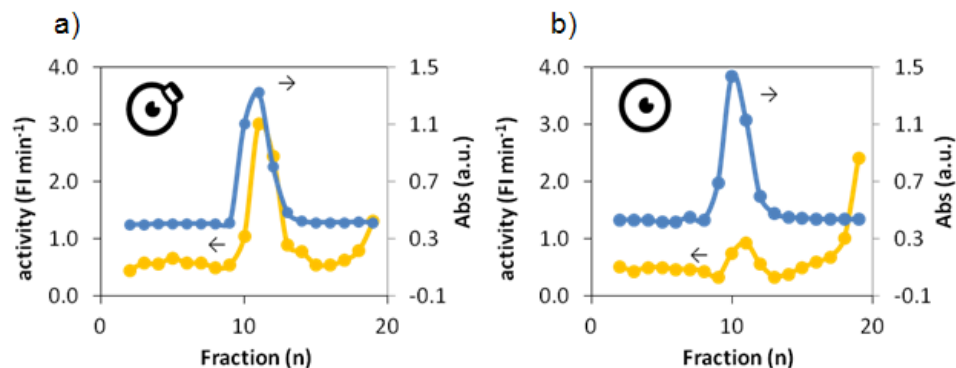 a)
4.0
3.0
2.0
1.0
0.0
activity (FI min⁻¹)
1.5
1.1
0.7
0.3
-0.1
Abs (a.u.)
0 10 20
Fraction (n)
b)
4.0
3.0
2.0
1.0
0.0
activity (FI min⁻¹)
1.5
1.1
0.7
0.3
-0.1
Abs (a.u.)
0 10 20
Fraction (n)